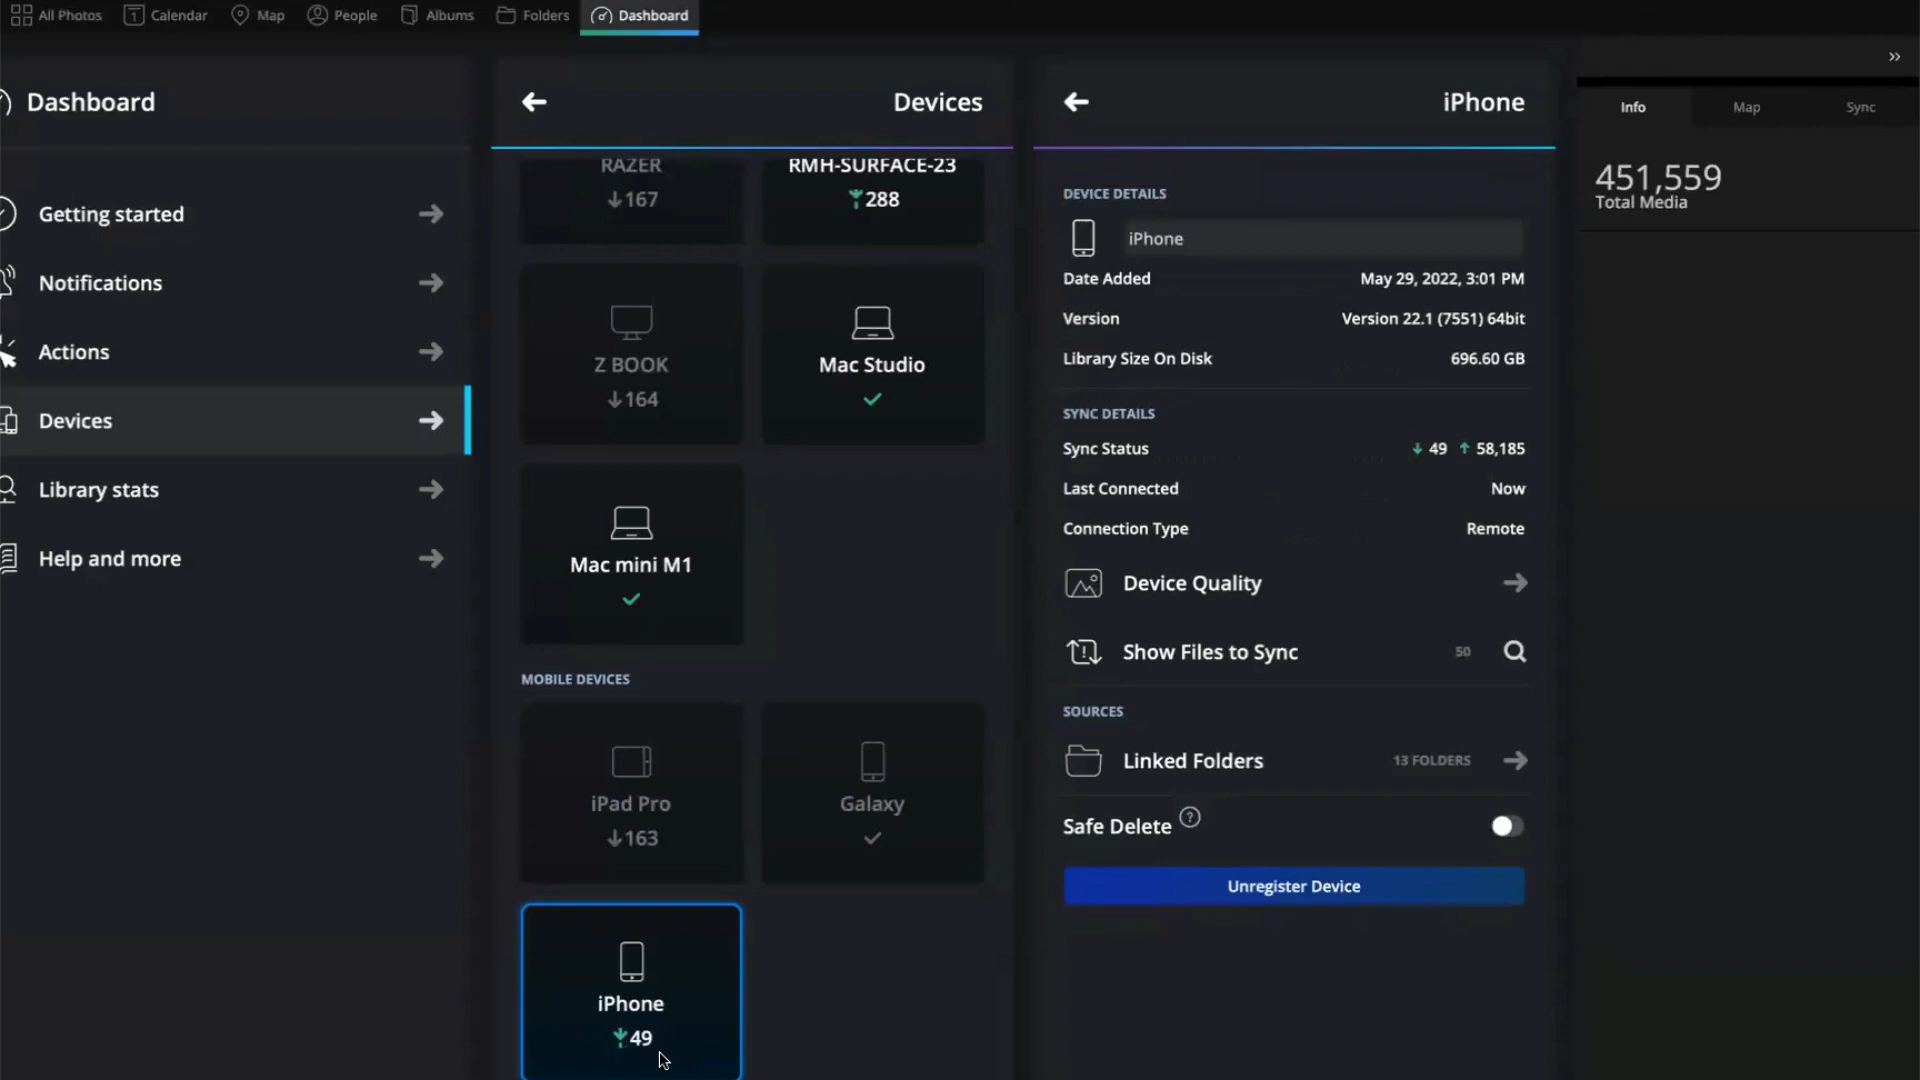 All Photos
1 Calendar
Map
People
Albums
Folders
Dashboard
Dashboard
Getting started
Notifications
Actions
Devices
Library stats
Help and more
Devices
RAZER
↓167
RMH-SURFACE-23
288
Z BOOK
↓164
Mac Studio
Mac mini M1
MOBILE DEVICES
iPad Pro
↓163
Galaxy
iPhone
49
iPhone
DEVICE DETAILS
iPhone
Date Added May 29, 2022, 3:01 PM
Version Version 22.1 (7551) 64bit
Library Size On Disk 696.60 GB
SYNC DETAILS
Sync Status ↓ 49 ↑ 58,185
Last Connected Now
Connection Type Remote
Device Quality
Show Files to Sync 50
SOURCES
Linked Folders 13 FOLDERS
Safe Delete ?
Unregister Device
Info Map Sync
451,559
Total Media